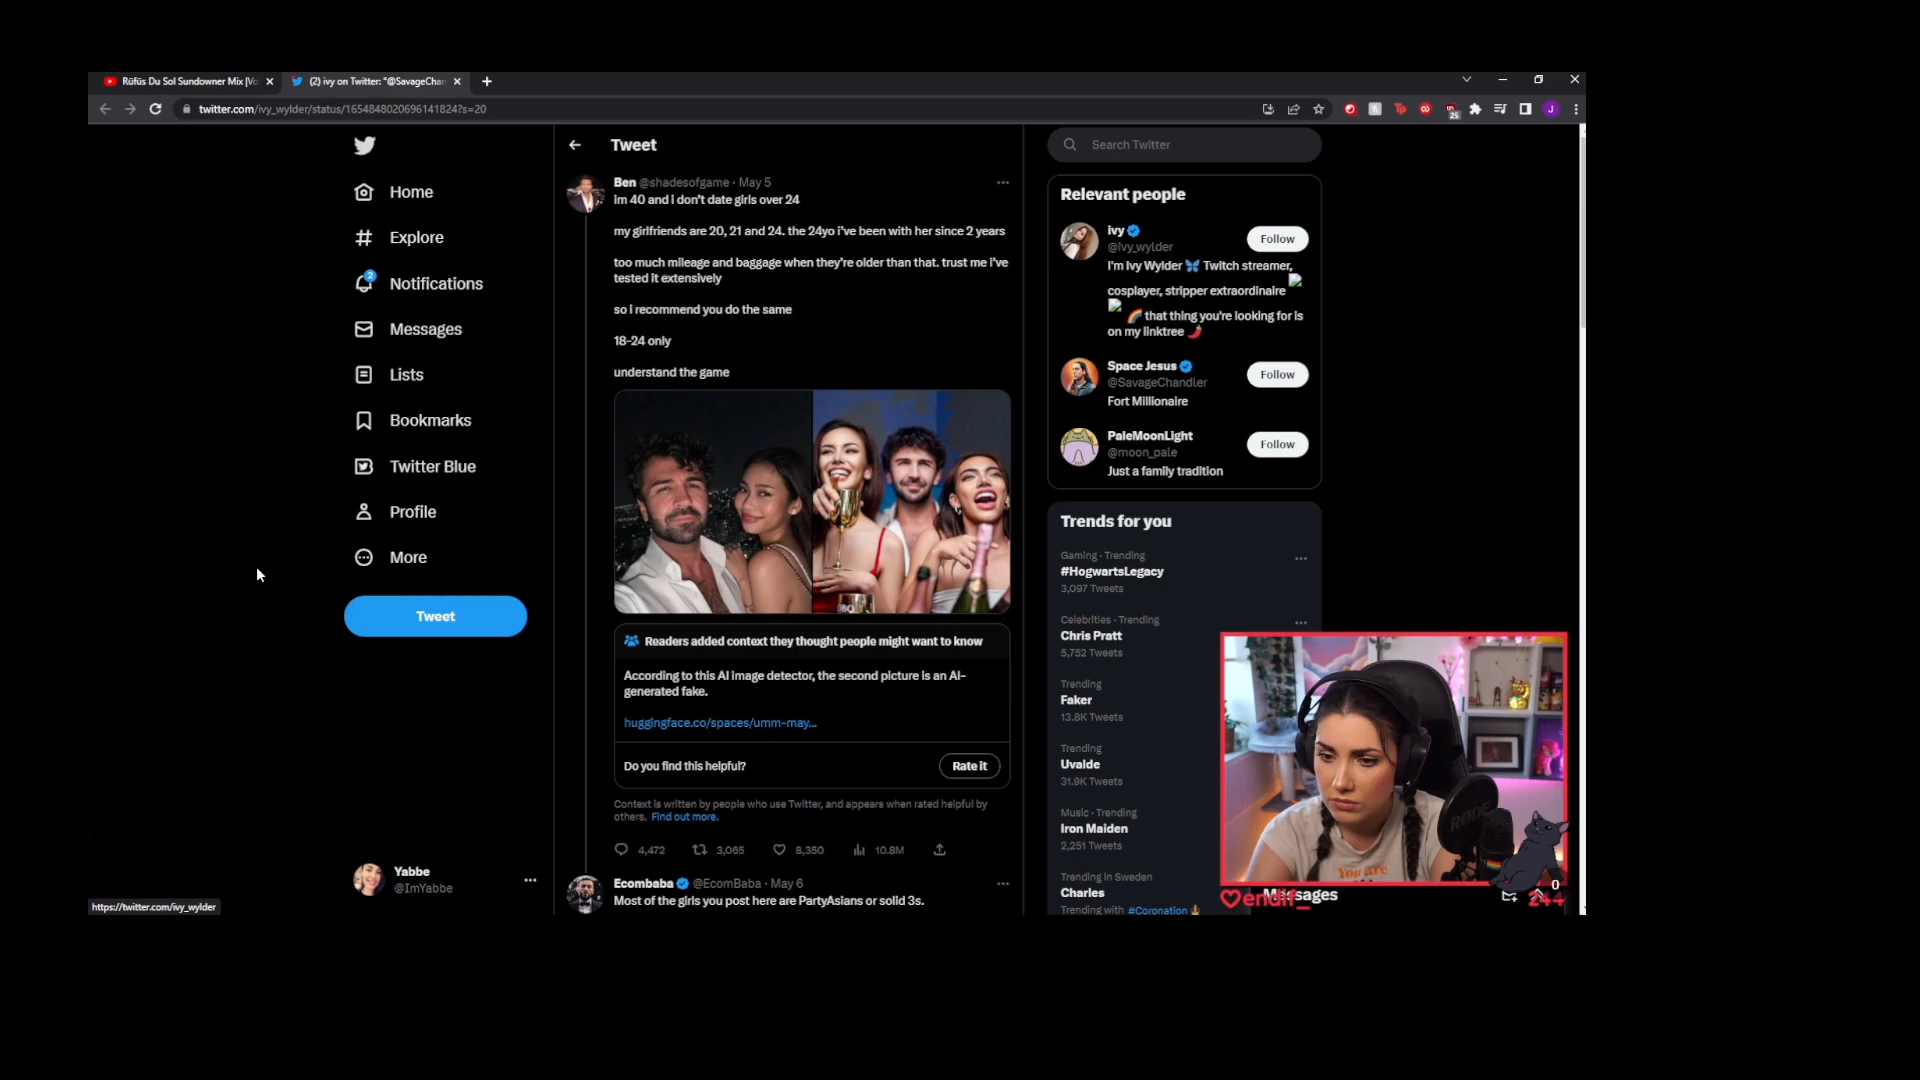 Rüfüs Du Sol Sundowner Mix |Vo
(2) ivy on Twitter: "@SavageChan
twitter.com/ivy_wylder/status/1654848020696141824?s=20
25
J
Home
Explore
2
Notifications
Messages
Lists
Bookmarks
Twitter Blue
Profile
More
Tweet
Yabbe
@ImYabbe
https://twitter.com/ivy_wylder
Tweet
Ben @shadesofgame · May 5
im 40 and i don't date girls over 24
my girlfriends are 20, 21 and 24. the 24yo i've been with her since 2 years
too much mileage and baggage when they're older than that. trust me i've
tested it extensively
so i recommend you do the same
18-24 only
understand the game
Readers added context they thought people might want to know
According to this AI image detector, the second picture is an AI-
generated fake.
huggingface.co/spaces/umm-may...
Do you find this helpful?
Rate it
Context is written by people who use Twitter, and appears when rated helpful by
others. Find out more.
4,472
3,065
8,350
10.8M
Ecombaba @EcomBaba · May 6
Most of the girls you post here are PartyAsians or solid 3s.
Search Twitter
Relevant people
ivy
@ivy_wylder
Follow
I'm Ivy Wylder 🦋 Twitch streamer,
cosplayer, stripper extraordinaire
🌈 that thing you're looking for is
on my linktree 🌶️
Space Jesus
@SavageChandler
Follow
Fort Millionaire
PaleMoonLight
@moon_pale
Follow
Just a family tradition
Trends for you
Gaming · Trending
#HogwartsLegacy
3,097 Tweets
Celebrities · Trending
Chris Pratt
5,752 Tweets
Trending
Faker
13.8K Tweets
Trending
Uvalde
31.9K Tweets
Music · Trending
Iron Maiden
2,251 Tweets
Trending in Sweden
Charles
Trending with #Coronation
RØDE
You are
0
endif_
244